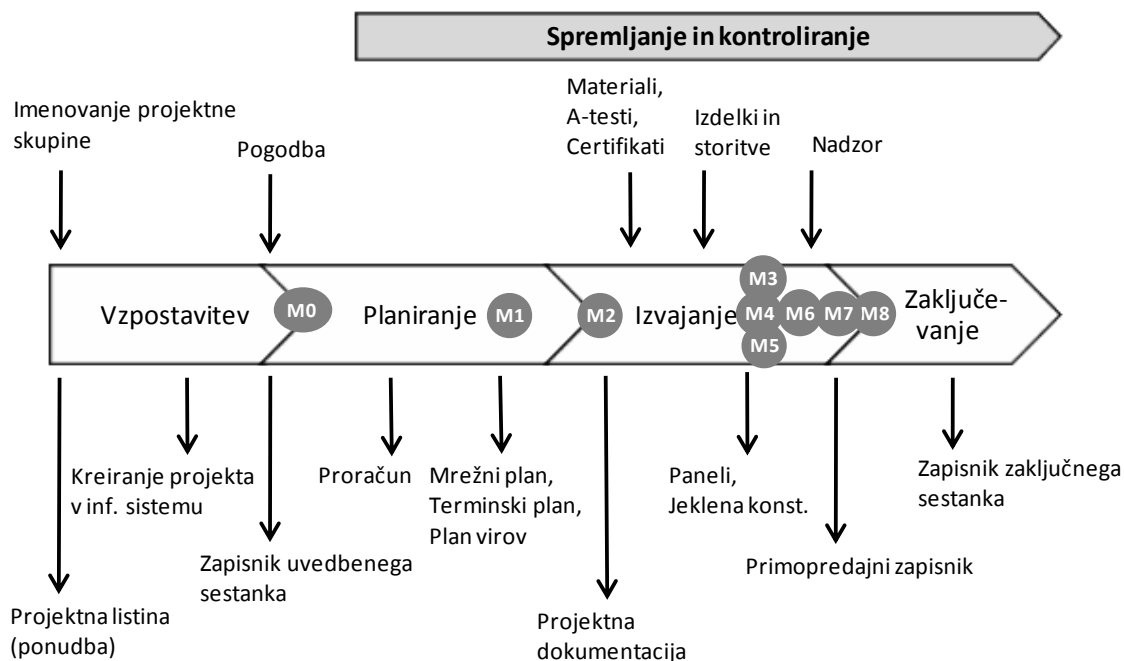 Spremljanje in kontroliranje
Imenovanje projektne
skupine
Pogodba
Materiali,
A-testi,
Certifikati
Izdelki in
storitve
Nadzor
Vzpostavitev
M0
Planiranje
M1
M2
Izvajanje
M3
M4
M5
M6
M7
M8
Zaključe-
vanje
Kreiranje projekta
v inf. sistemu
Proračun
Mrežni plan,
Terminski plan,
Plan virov
Paneli,
Jeklena konst.
Zapisnik zaključnega
sestanka
Zapisnik uvedbenega
sestanka
Primopredajni zapisnik
Projektna listina
(ponudba)
Projektna
dokumentacija